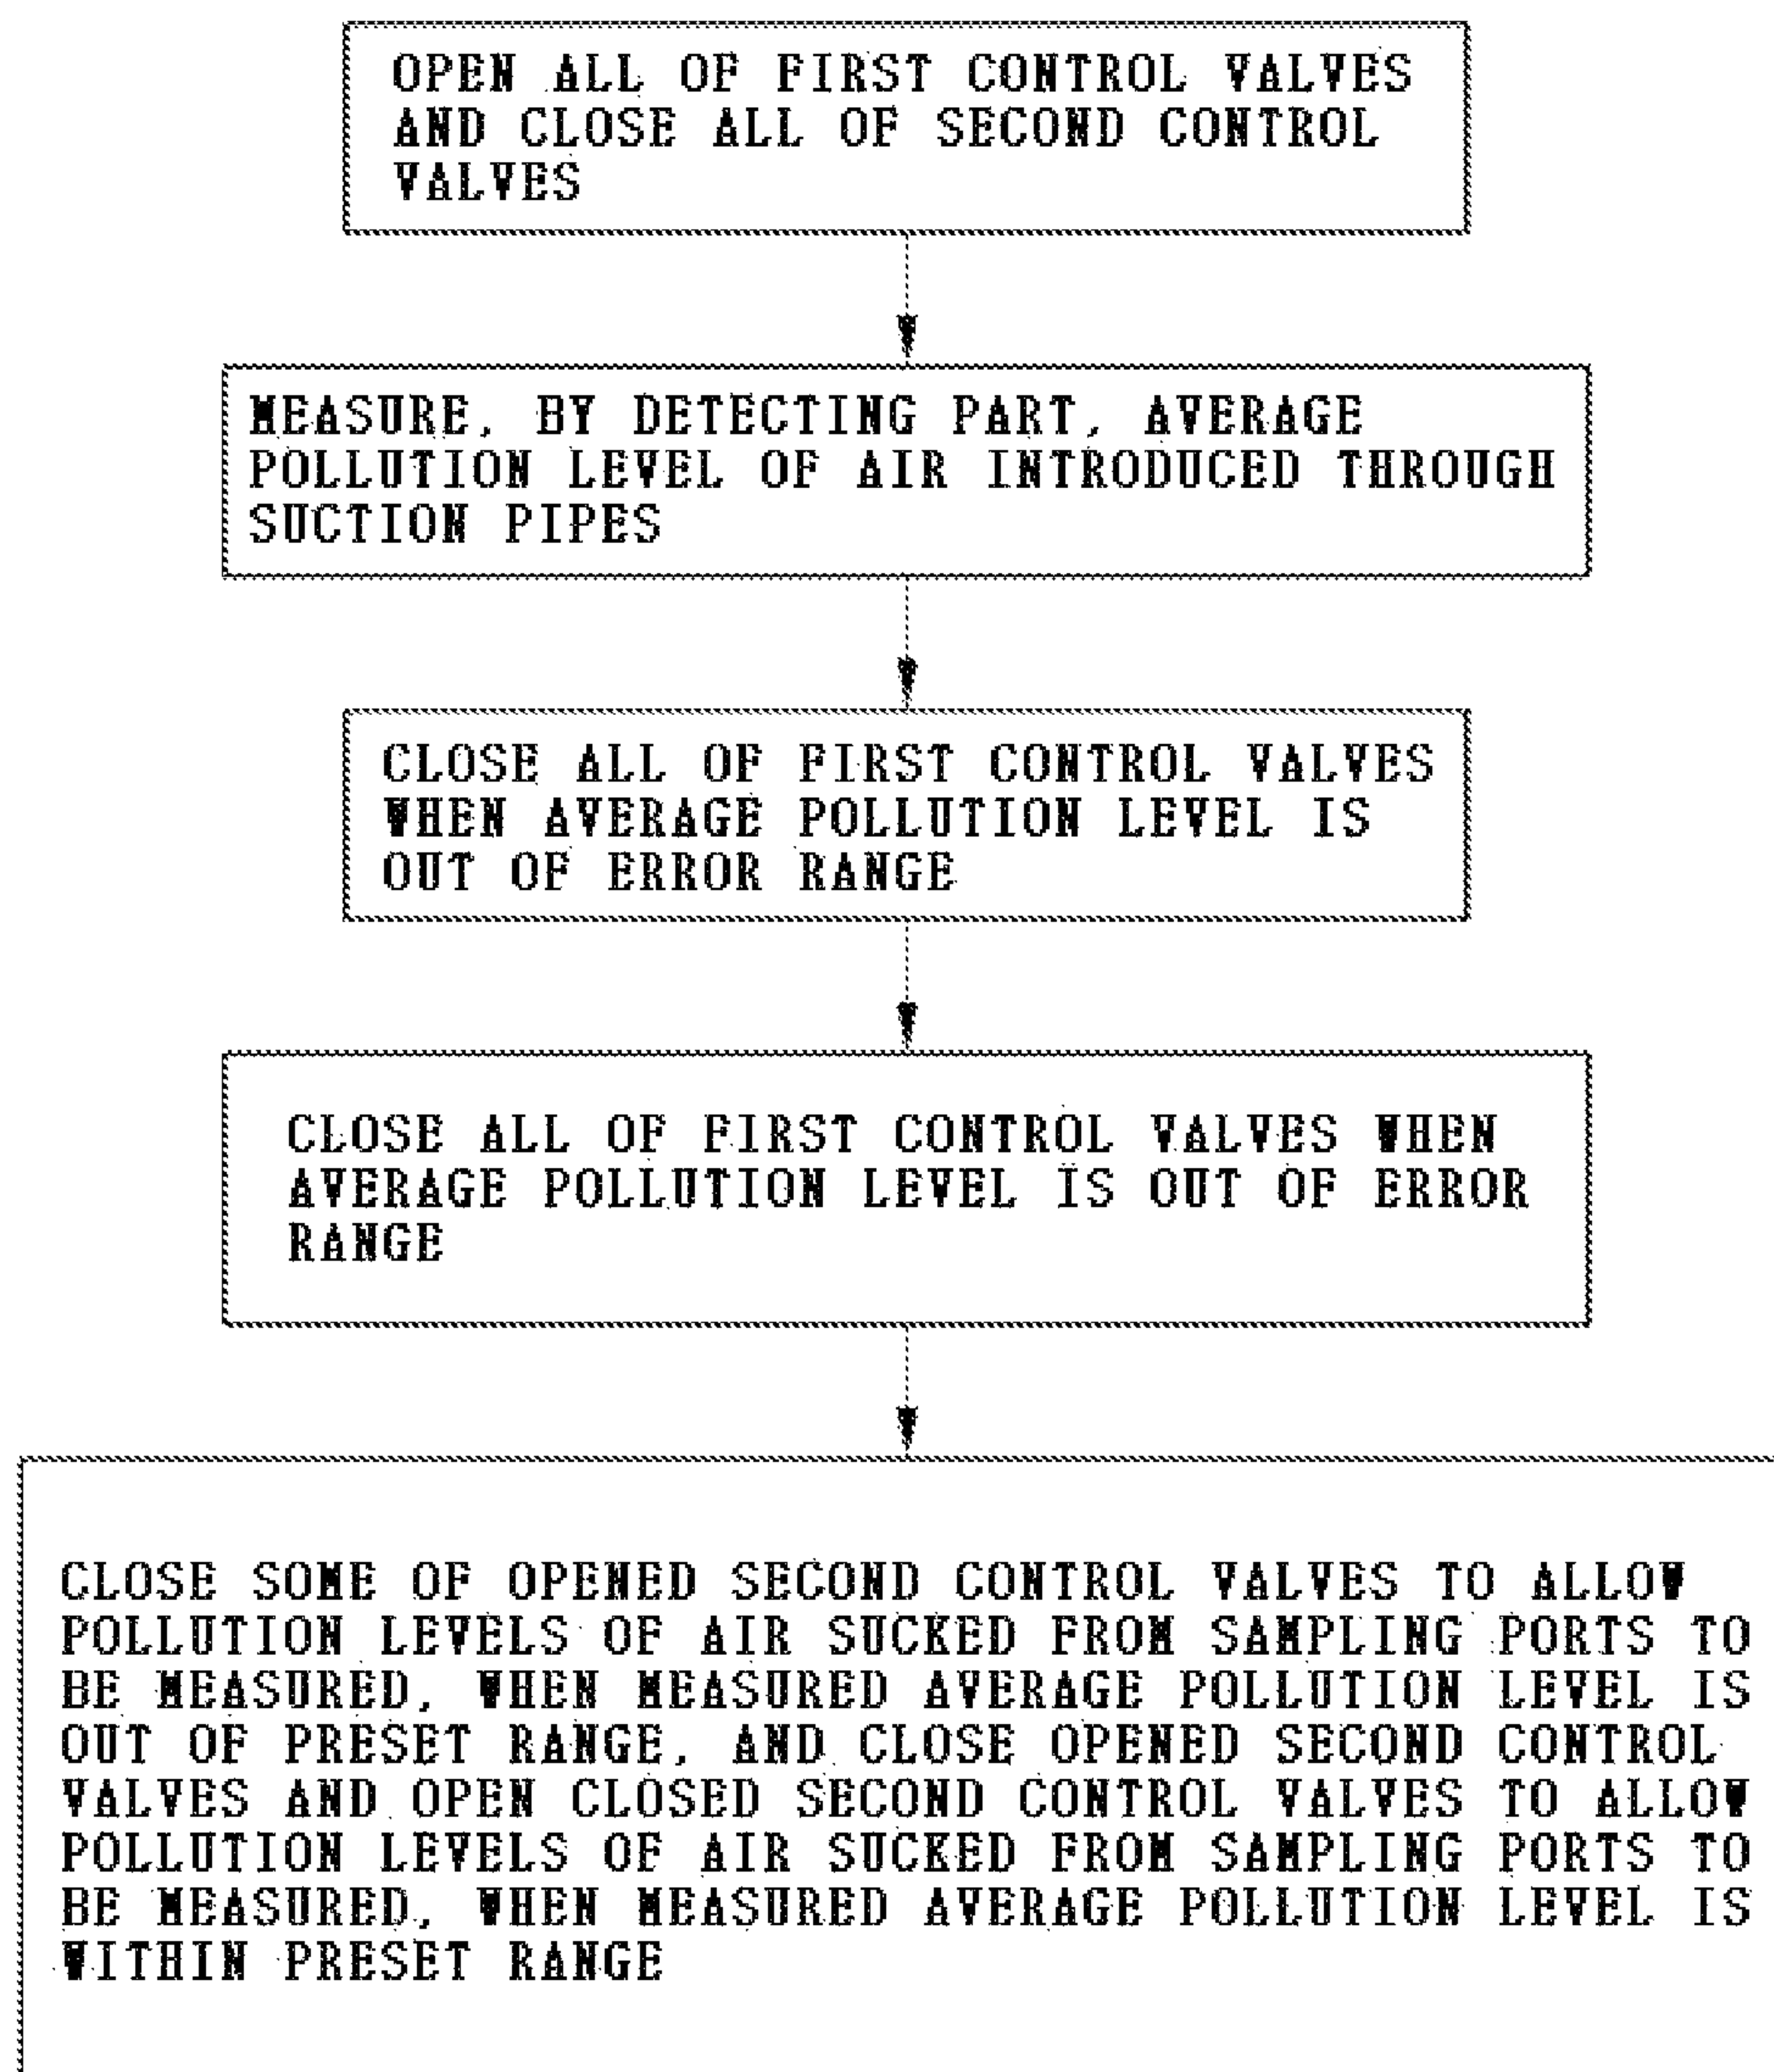 OPEN ALL OF FIRST CONTROL VALVES
AND CLOSE ALL OF SECOND CONTROL
VALVES
MEASURE, BY DETECTING PART, AVERAGE
POLLUTION LEVEL OF AIR INTRODUCED THROUGH
SUCTION PIPES
CLOSE ALL OF FIRST CONTROL VALVES
WHEN AVERAGE POLLUTION LEVEL IS
OUT OF ERROR RANGE
CLOSE ALL OF FIRST CONTROL VALVES WHEN
AVERAGE POLLUTION LEVEL IS OUT OF ERROR
RANGE
CLOSE SOME OF OPENED SECOND CONTROL VALVES TO ALLOW
POLLUTION LEVELS OF AIR SUCKED FROM SAMPLING PORTS TO
BE MEASURED, WHEN MEASURED AVERAGE POLLUTION LEVEL IS
OUT OF PRESET RANGE, AND CLOSE OPENED SECOND CONTROL
VALVES AND OPEN CLOSED SECOND CONTROL VALVES TO ALLOW
POLLUTION LEVELS OF AIR SUCKED FROM SAMPLING PORTS TO
BE MEASURED, WHEN MEASURED AVERAGE POLLUTION LEVEL IS
WITHIN PRESET RANGE